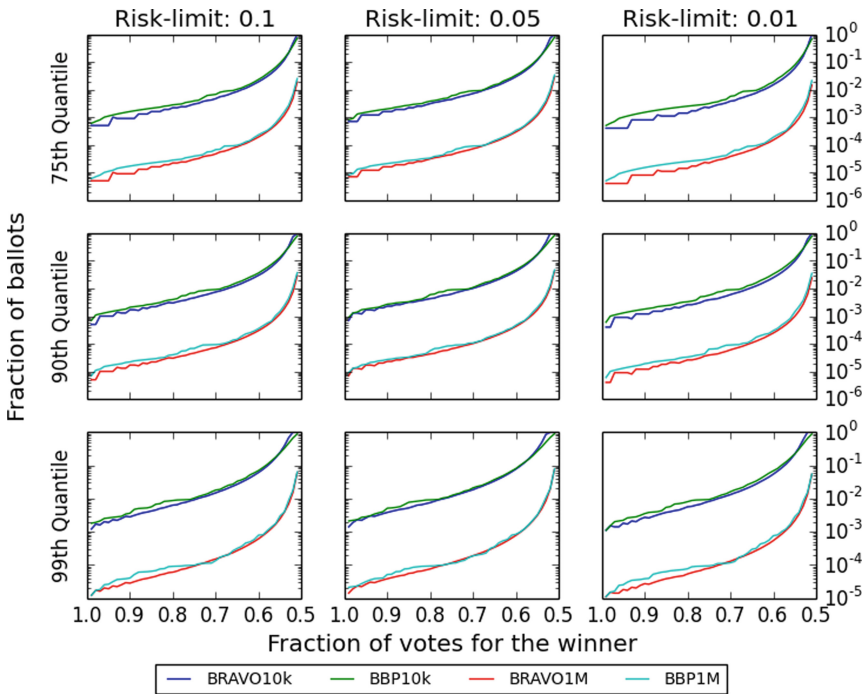 Risk-limit: 0.1 Risk-limit: 0.05 Risk-limit: 0.01
75th Quantile
10^0
10^-1
10^-2
10^-3
10^-4
10^-5
10^-6
Fraction of ballots
90th Quantile
10^0
10^-1
10^-2
10^-3
10^-4
10^-5
10^-6
99th Quantile
10^0
10^-1
10^-2
10^-3
10^-4
10^-5
1.0 0.9 0.8 0.7 0.6 0.5 1.0 0.9 0.8 0.7 0.6 0.5 1.0 0.9 0.8 0.7 0.6 0.5
Fraction of votes for the winner
BRAVO10k BBP10k BRAVO1M BBP1M